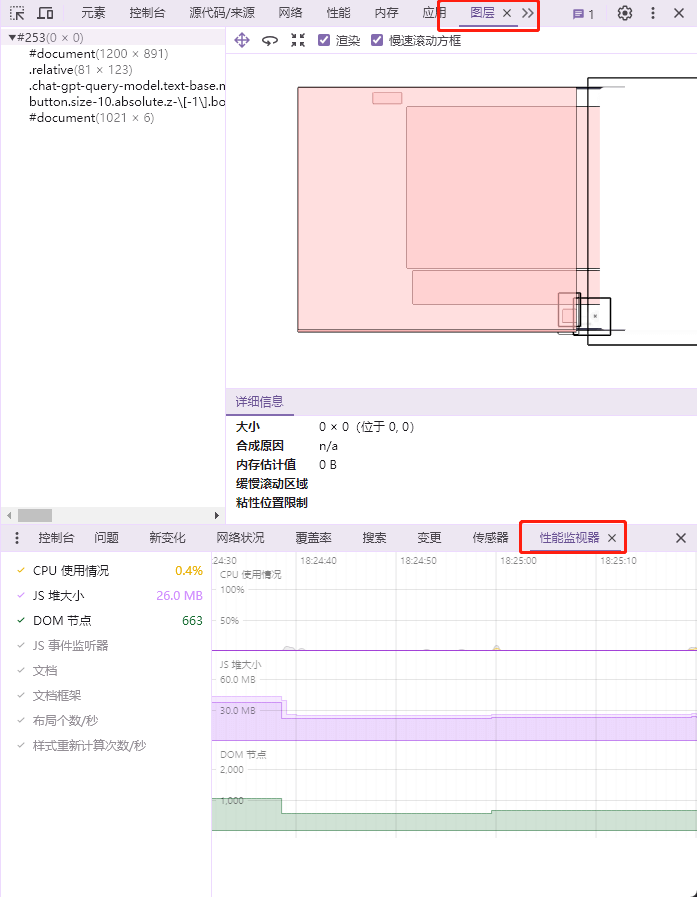 元素 控制台 源代码/来源 网络 性能 内存 应用 图层 1
渲染 慢速滚动方框
#253(0 × 0)
#document(1200 × 891)
.relative(81 × 123)
.chat-gpt-query-model.text-base.n
button.size-10.absolute.z-\[-1\].bo
#document(1021 × 6)
详细信息
大小 0 × 0（位于 0, 0）
合成原因 n/a
内存估计值 0 B
缓慢滚动区域
粘性位置限制
控制台 问题 新变化 网络状况 覆盖率 搜索 变更 传感器 性能监视器
CPU 使用情况 0.4%
JS 堆大小 26.0 MB
DOM 节点 663
JS 事件监听器
文档
文档框架
布局个数/秒
样式重新计算次数/秒
24:30 18:24:40 18:24:50 18:25:00 18:25:10
CPU 使用情况
100%
50%
JS 堆大小
60.0 MB
30.0 MB
DOM 节点
2,000
1,000